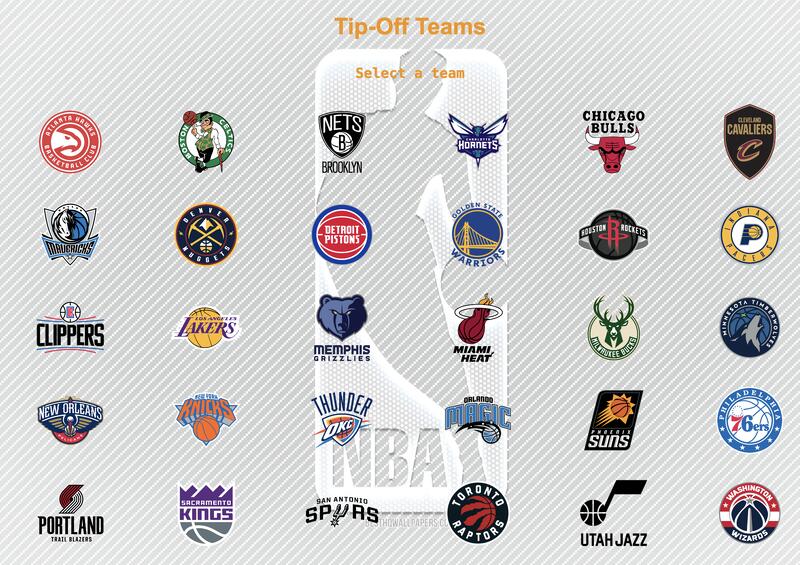 Tip-Off Teams
Select a team
ATLANTA HAWKS
BASKETBALL CLUB
BOSTON
CELTICS
NETS
B
BROOKLYN
CHARLOTTE
HORNETS
CHICAGO
BULLS
CLEVELAND
CAVALIERS
C
MAVERICKS
DENVER
NUGGETS
DETROIT
PISTONS
GOLDEN STATE
WARRIORS
HOUSTON ROCKETS
R
INDIANA
P
PACERS
LA
CLIPPERS
LOS ANGELES
LAKERS
MEMPHIS
GRIZZLIES
MIAMI
HEAT
MILWAUKEE BUCKS
MINNESOTA TIMBERWOLVES
NEW ORLEANS
PELICANS
NEW YORK
KNICKS
THUNDER
OKC
ORLANDO
MAGIC
PHOENIX
SUNS
PHILADELPHIA
76ers
NBA
PORTLAND
TRAIL BLAZERS
SACRAMENTO
KINGS
SAN ANTONIO
SPURS
TORONTO
RAPTORS
UTAH JAZZ
WASHINGTON
WIZARDS